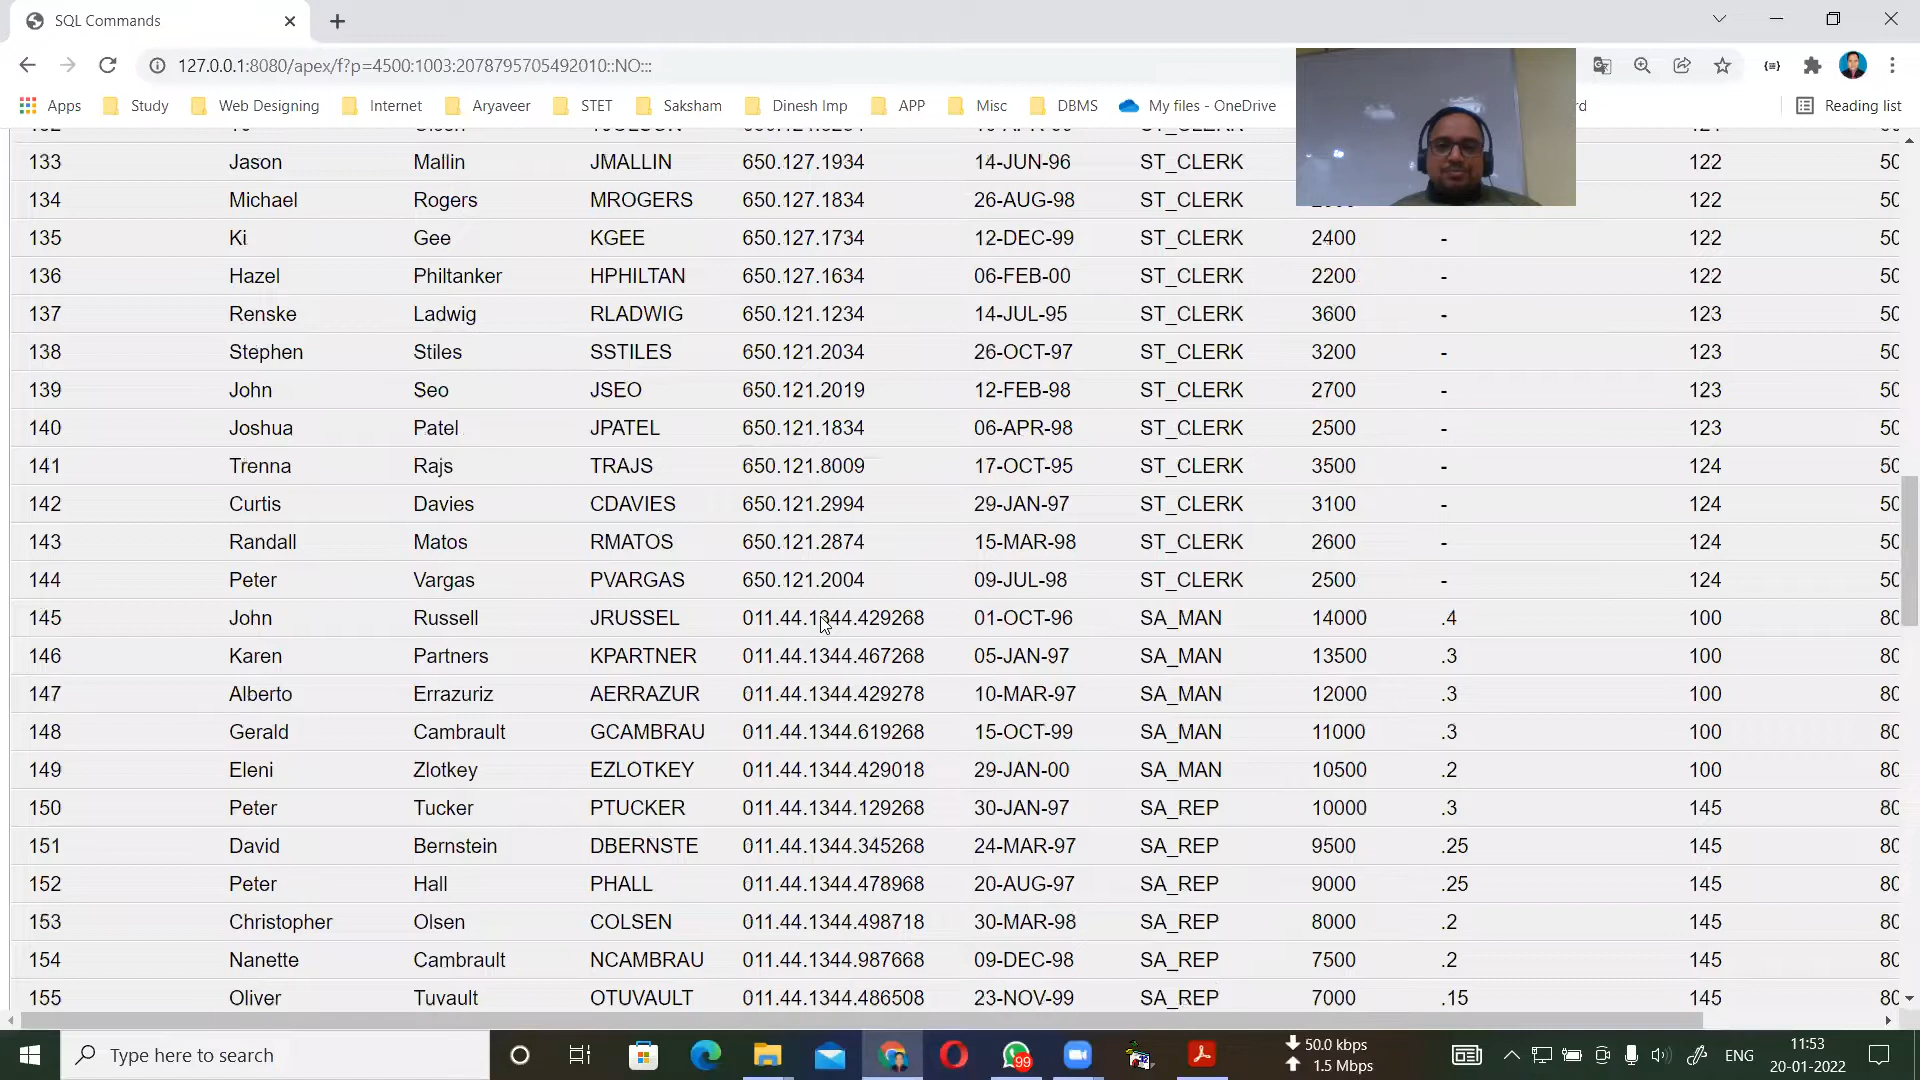 SQL Commands
127.0.0.1:8080/apex/f?p=4500:1003:2078795705492010::NO:::
Apps Study Web Designing Internet Aryaveer STET Saksham Dinesh Imp APP Misc DBMS My files - OneDrive Reading list
133 Jason Mallin JMALLIN 650.127.1934 14-JUN-96 ST_CLERK 122 50
134 Michael Rogers MROGERS 650.127.1834 26-AUG-98 ST_CLERK 122 50
135 Ki Gee KGEE 650.127.1734 12-DEC-99 ST_CLERK 2400 - 122 50
136 Hazel Philtanker HPHILTAN 650.127.1634 06-FEB-00 ST_CLERK 2200 - 122 50
137 Renske Ladwig RLADWIG 650.121.1234 14-JUL-95 ST_CLERK 3600 - 123 50
138 Stephen Stiles SSTILES 650.121.2034 26-OCT-97 ST_CLERK 3200 - 123 50
139 John Seo JSEO 650.121.2019 12-FEB-98 ST_CLERK 2700 - 123 50
140 Joshua Patel JPATEL 650.121.1834 06-APR-98 ST_CLERK 2500 - 123 50
141 Trenna Rajs TRAJS 650.121.8009 17-OCT-95 ST_CLERK 3500 - 124 50
142 Curtis Davies CDAVIES 650.121.2994 29-JAN-97 ST_CLERK 3100 - 124 50
143 Randall Matos RMATOS 650.121.2874 15-MAR-98 ST_CLERK 2600 - 124 50
144 Peter Vargas PVARGAS 650.121.2004 09-JUL-98 ST_CLERK 2500 - 124 50
145 John Russell JRUSSEL 011.44.1344.429268 01-OCT-96 SA_MAN 14000 .4 100 80
146 Karen Partners KPARTNER 011.44.1344.467268 05-JAN-97 SA_MAN 13500 .3 100 80
147 Alberto Errazuriz AERRAZUR 011.44.1344.429278 10-MAR-97 SA_MAN 12000 .3 100 80
148 Gerald Cambrault GCAMBRAU 011.44.1344.619268 15-OCT-99 SA_MAN 11000 .3 100 80
149 Eleni Zlotkey EZLOTKEY 011.44.1344.429018 29-JAN-00 SA_MAN 10500 .2 100 80
150 Peter Tucker PTUCKER 011.44.1344.129268 30-JAN-97 SA_REP 10000 .3 145 80
151 David Bernstein DBERNSTE 011.44.1344.345268 24-MAR-97 SA_REP 9500 .25 145 80
152 Peter Hall PHALL 011.44.1344.478968 20-AUG-97 SA_REP 9000 .25 145 80
153 Christopher Olsen COLSEN 011.44.1344.498718 30-MAR-98 SA_REP 8000 .2 145 80
154 Nanette Cambrault NCAMBRAU 011.44.1344.987668 09-DEC-98 SA_REP 7500 .2 145 80
155 Oliver Tuvault OTUVAULT 011.44.1344.486508 23-NOV-99 SA_REP 7000 .15 145 80
Type here to search 99 50.0 kbps ENG 11:53
1.5 Mbps 20-01-2022